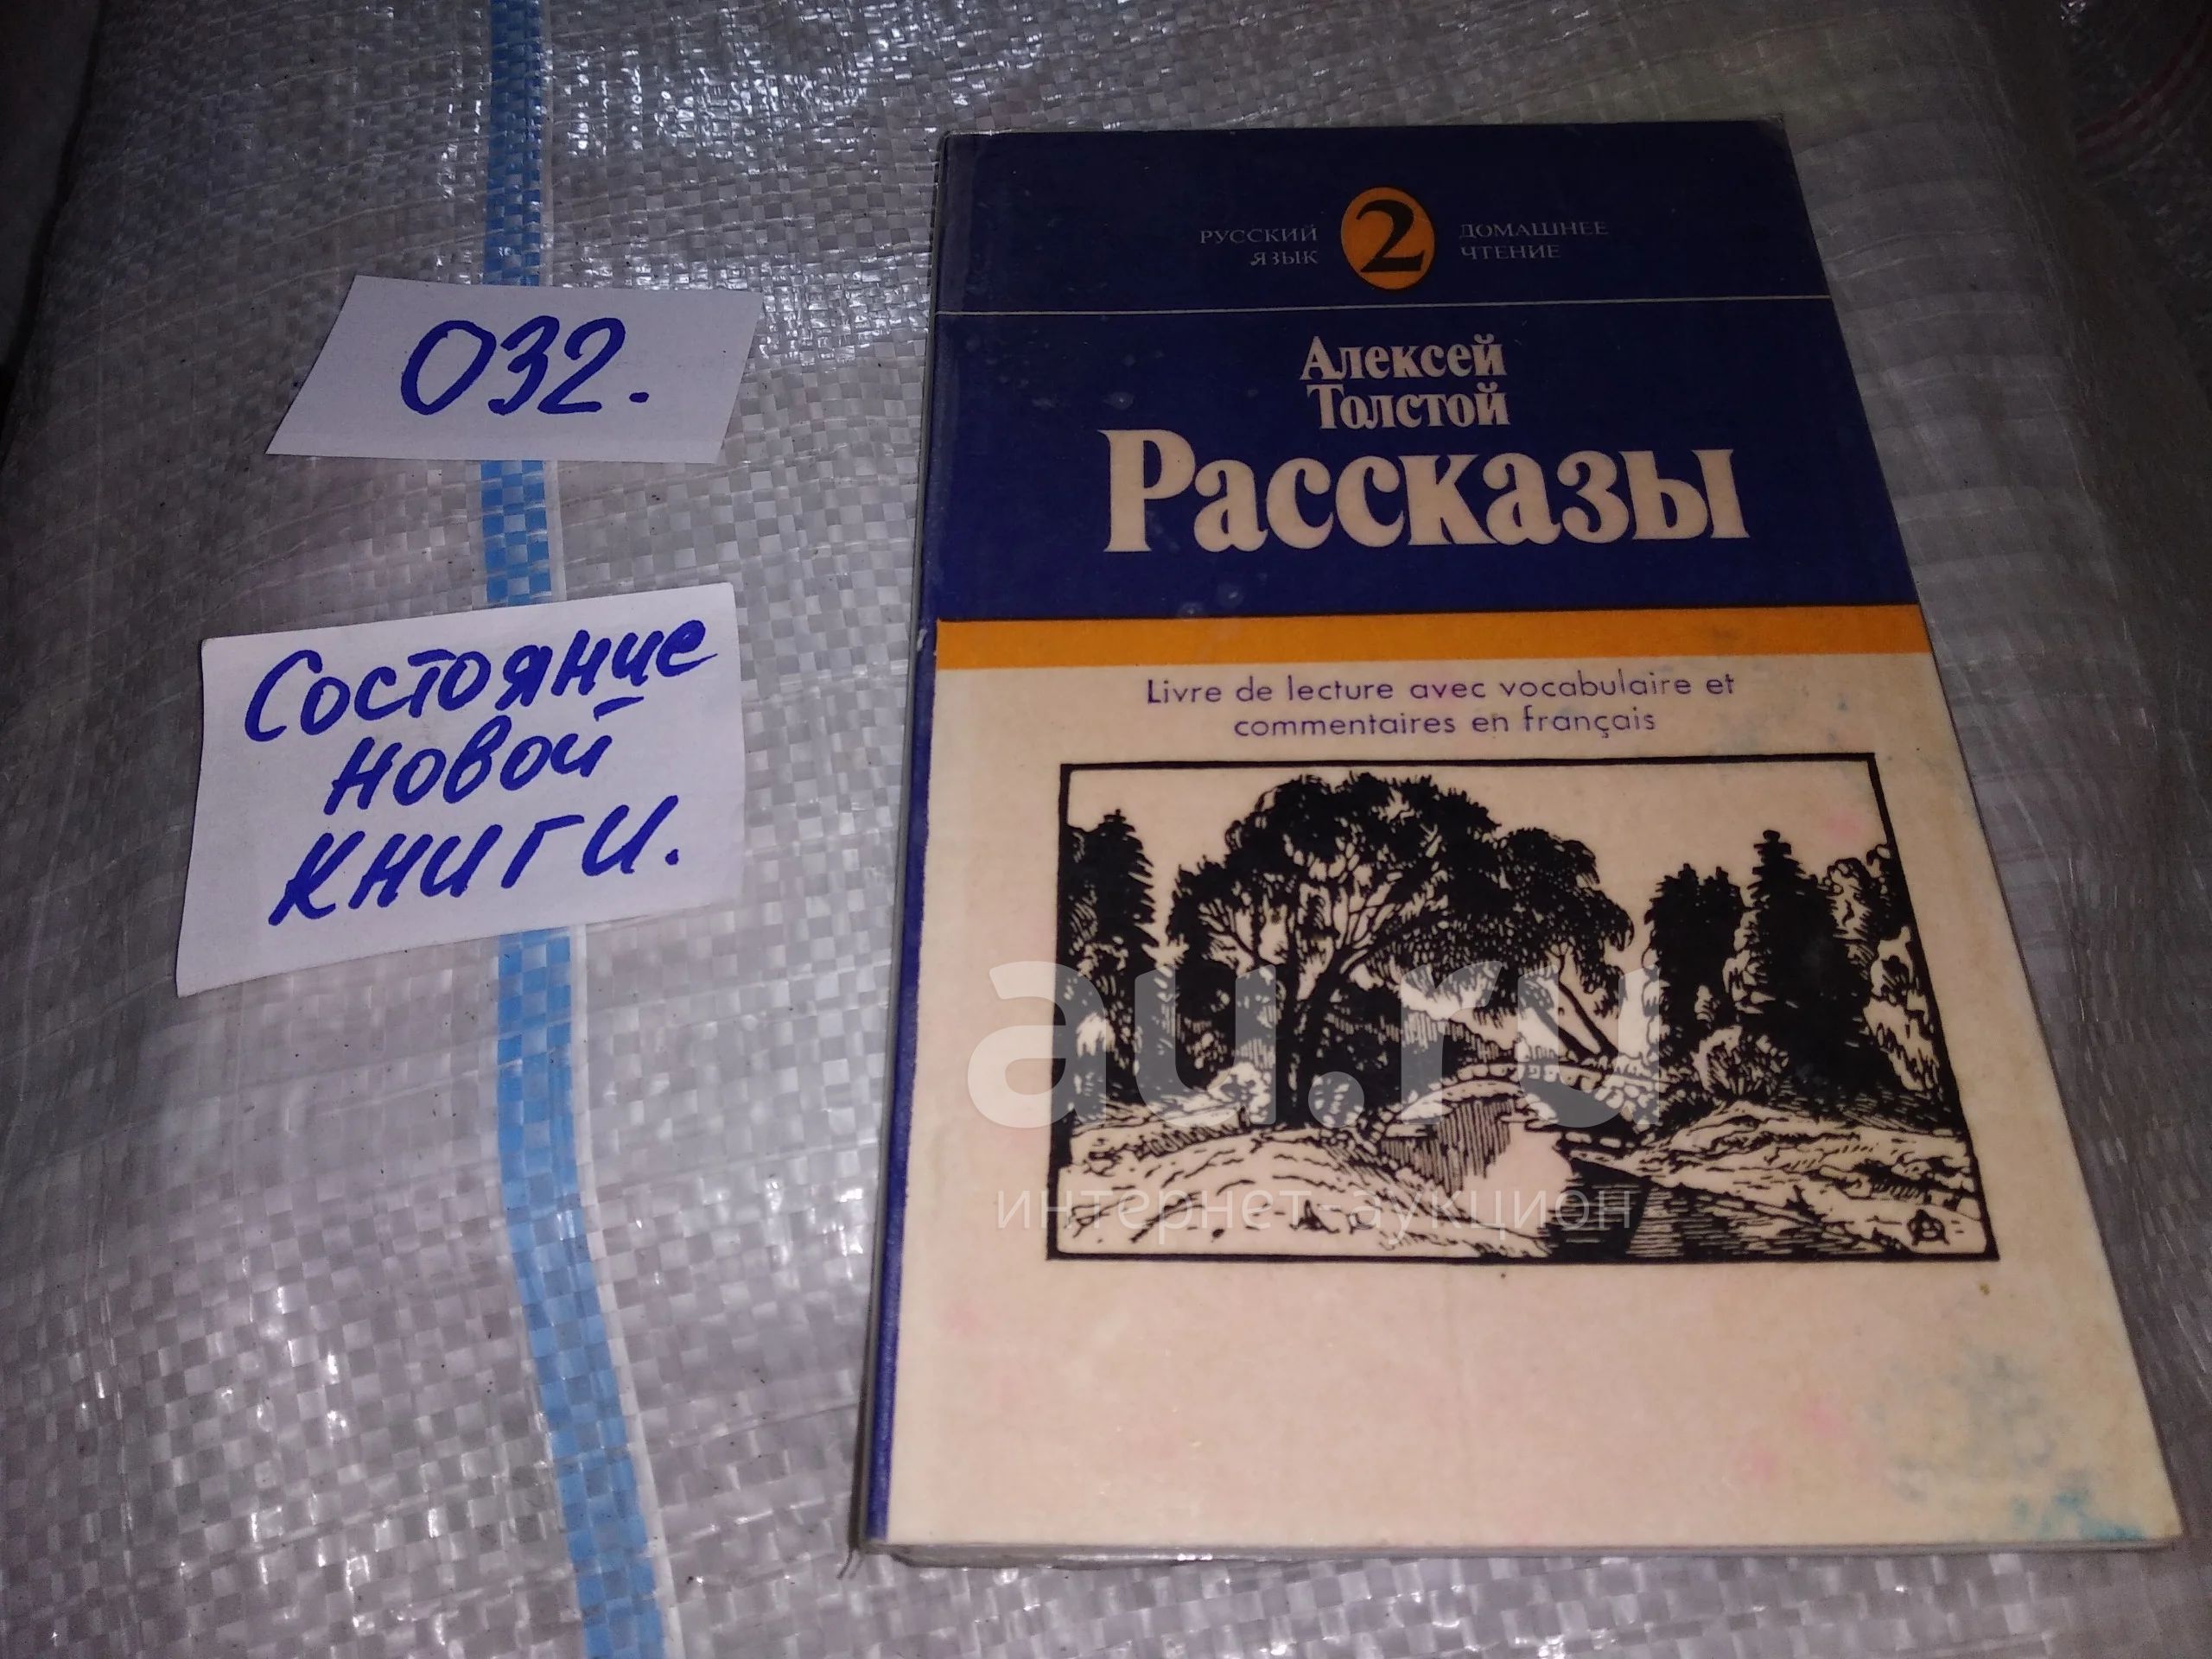 032.
Состояние
новой
книги.
РУССКИЙ
ЯЗЫК
2
ДОМАШНЕЕ
ЧТЕНИЕ
Алексей
Толстой
Рассказы
Livre de lecture avec vocabulaire et
commentaires en français
au.ru
интернет-аукцион